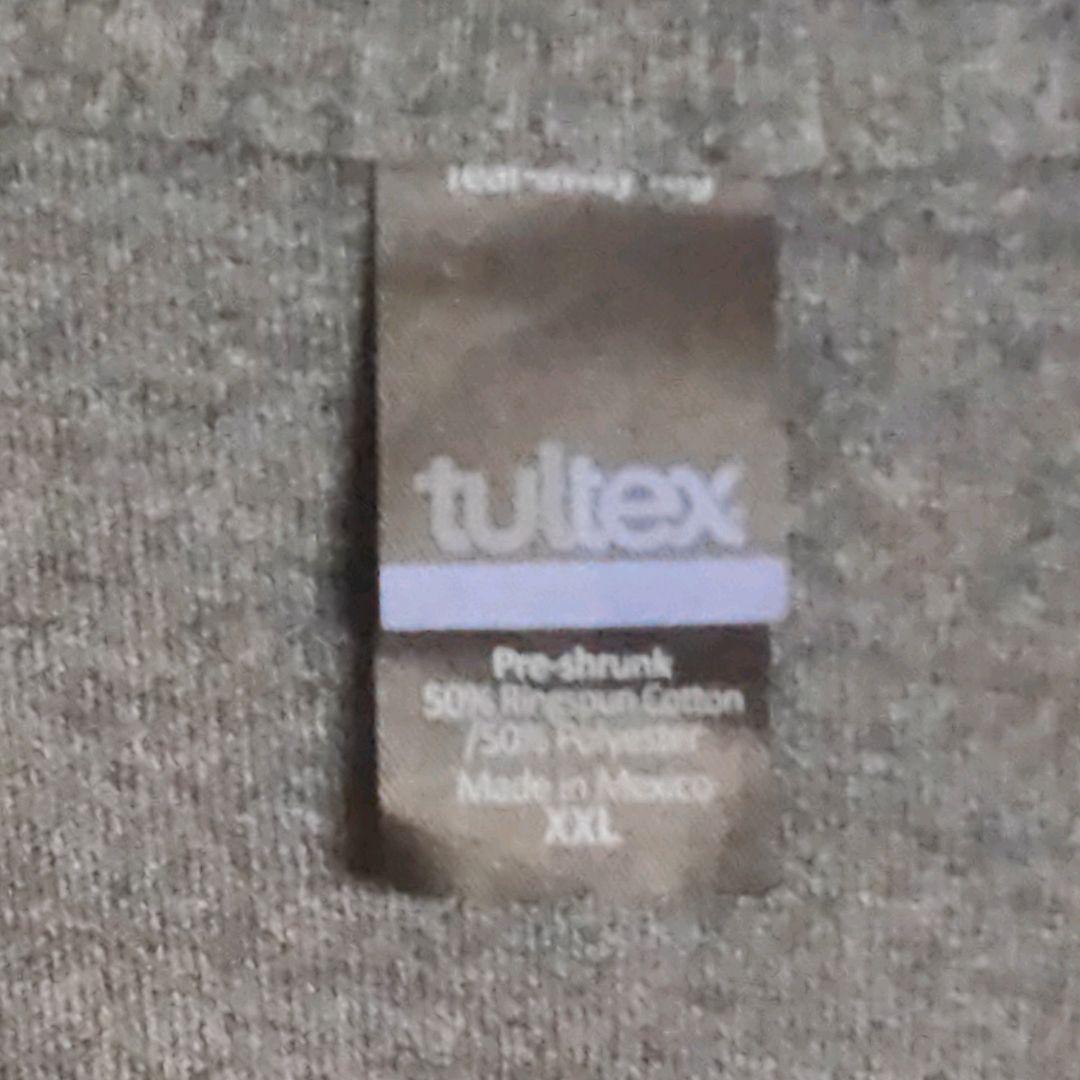 tultex
Pre-shrunk
50% Ringspun Cotton
/50% Polyester
Made in Mexico
XXL